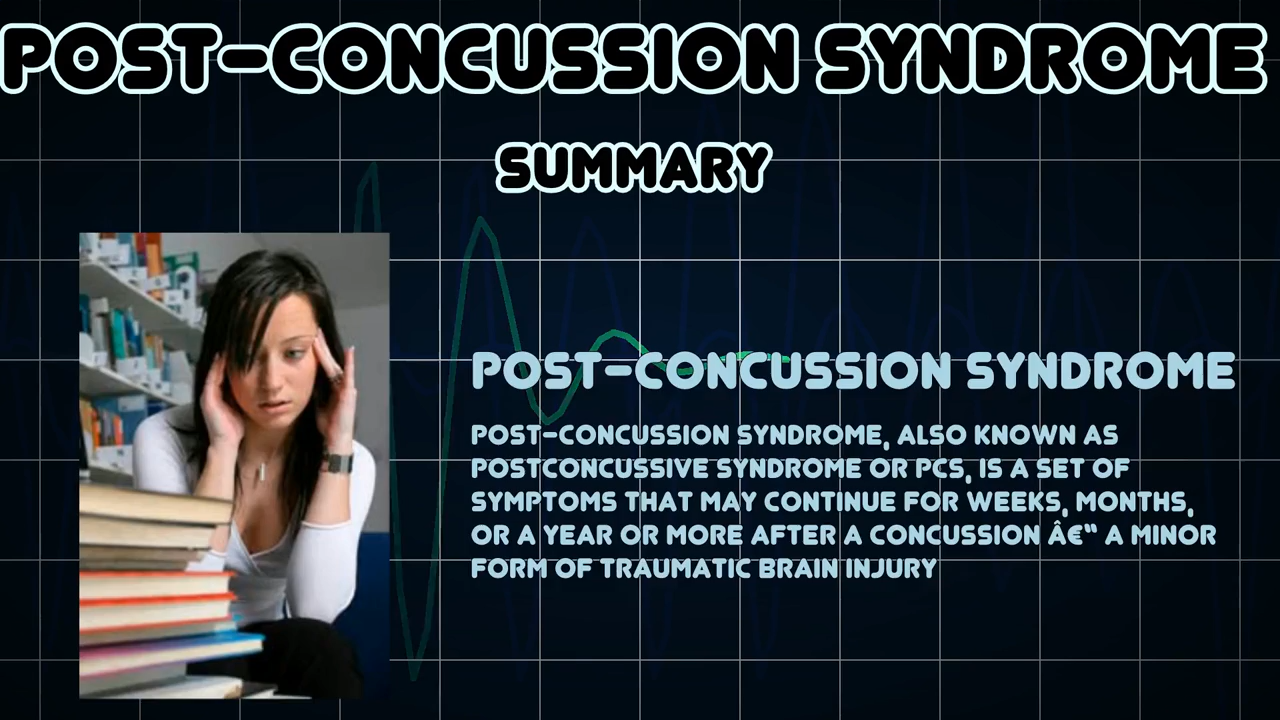 POST-CONCUSSION SYNDROME
SUMMARY
POST-CONCUSSION SYNDROME
POST-CONCUSSION SYNDROME, ALSO KNOWN AS
POSTCONCUSSIVE SYNDROME OR PCS, IS A SET OF
SYMPTOMS THAT MAY CONTINUE FOR WEEKS, MONTHS,
OR A YEAR OR MORE AFTER A CONCUSSION Â€“ A MINOR
FORM OF TRAUMATIC BRAIN INJURY